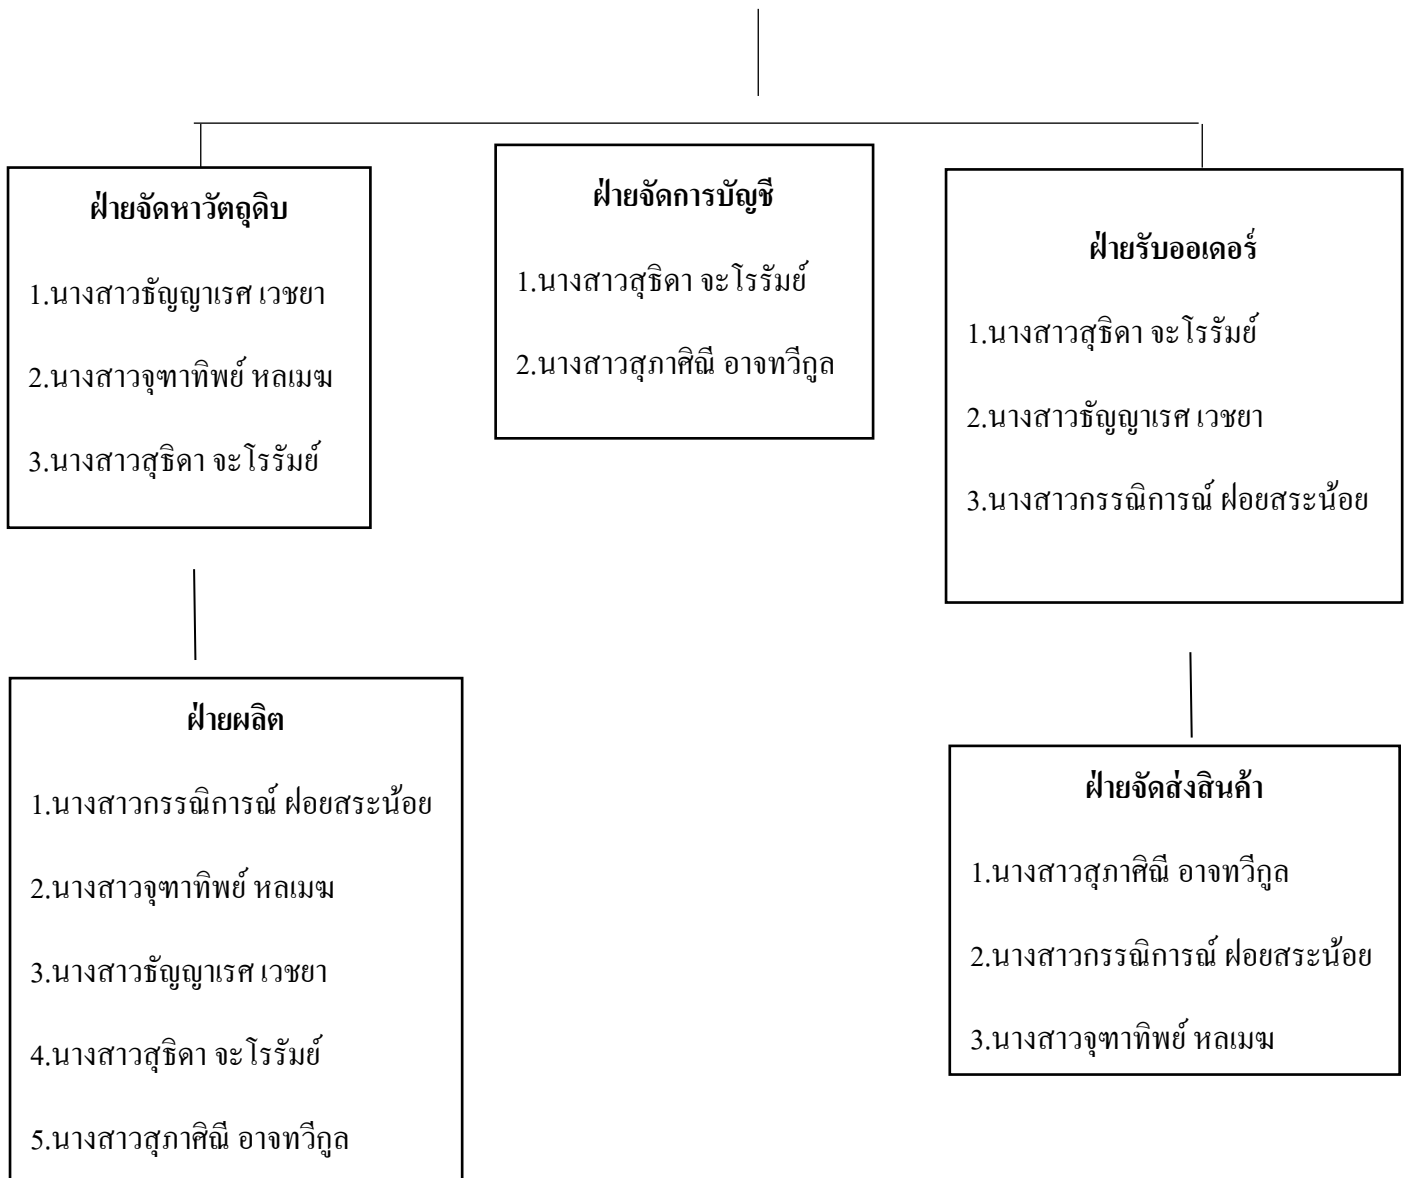 ฝ่ายจัดหาวัตถุดิบ
1.นางสาวธัญญาเรศ เวชยา
2.นางสาวจุฑาทิพย์ หลเมฆ
3.นางสาวสุธิดา จะโรรัมย์
ฝ่ายจัดการบัญชี
1.นางสาวสุธิดา จะโรรัมย์
2.นางสาวสุภาศิณี อาจทวีกูล
ฝ่ายรับออเดอร์
1.นางสาวสุธิดา จะโรรัมย์
2.นางสาวธัญญาเรศ เวชยา
3.นางสาวกรรณิการณ์ ฝอยสระน้อย
ฝ่ายผลิต
1.นางสาวกรรณิการณ์ ฝอยสระน้อย
2.นางสาวจุฑาทิพย์ หลเมฆ
3.นางสาวธัญญาเรศ เวชยา
4.นางสาวสุธิดา จะโรรัมย์
5.นางสาวสุภาศิณี อาจทวีกูล
ฝ่ายจัดส่งสินค้า
1.นางสาวสุภาศิณี อาจทวีกูล
2.นางสาวกรรณิการณ์ ฝอยสระน้อย
3.นางสาวจุฑาทิพย์ หลเมฆ